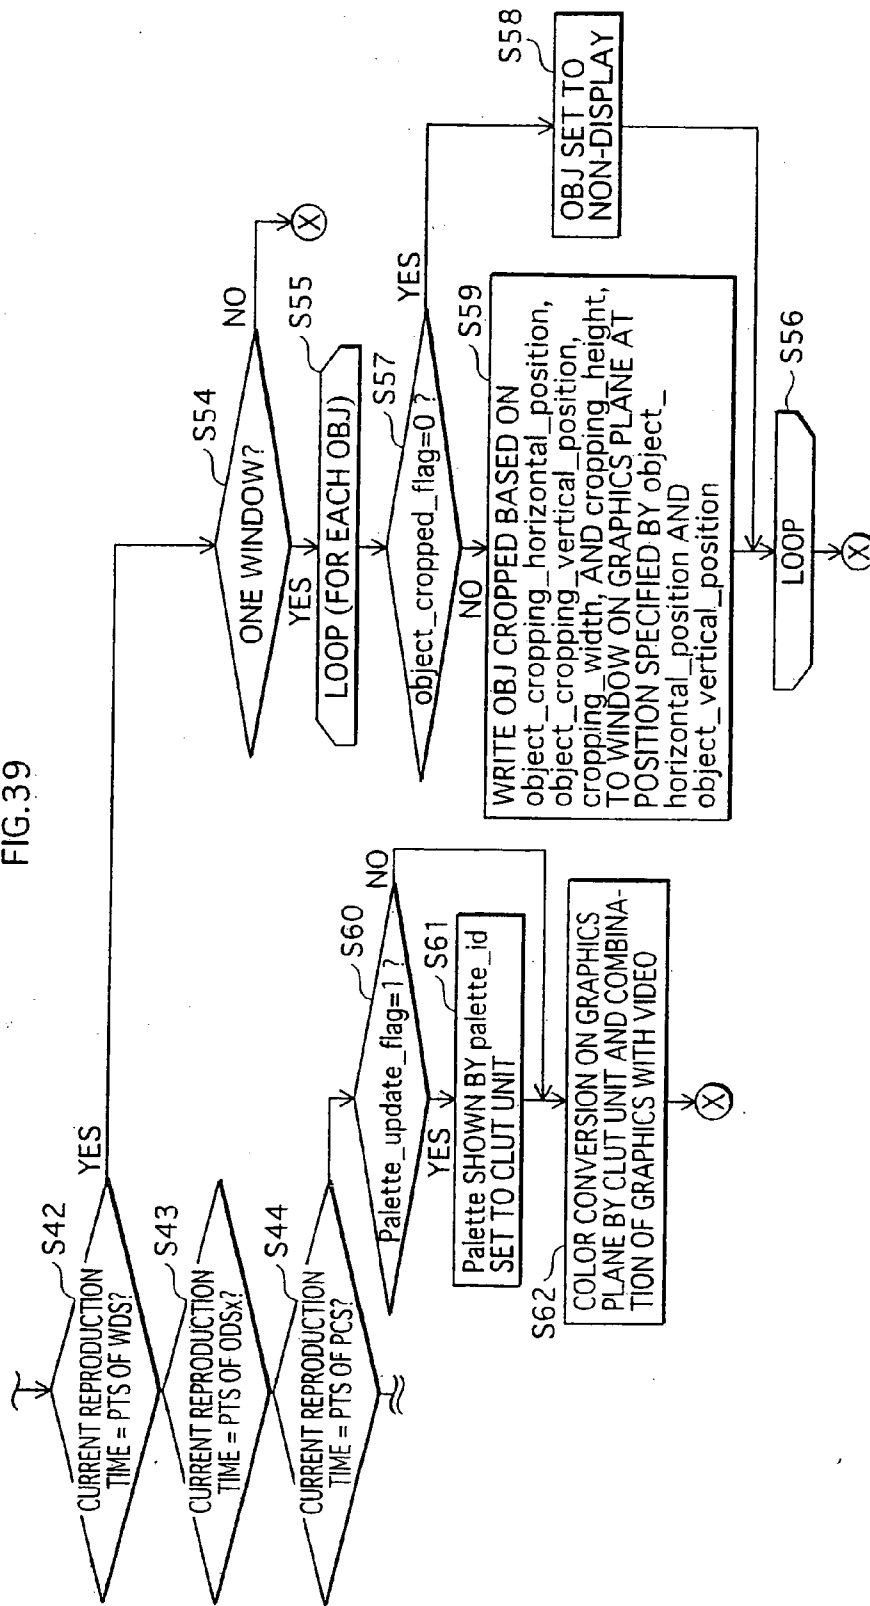 FIG.39
S42
CURRENT REPRODUCTION
TIME = PTS OF WDS?
YES
S43
CURRENT REPRODUCTION
TIME = PTS OF ODSx?
S44
CURRENT REPRODUCTION
TIME = PTS OF PCS?
S54
ONE WINDOW?
NO
X
YES
S55
LOOP (FOR EACH OBJ)
S57
object_cropped_flag=0 ?
YES
NO
S58
OBJ SET TO
NON-DISPLAY
S59
WRITE OBJ CROPPED BASED ON
object_cropping_horizontal_position,
object_cropping_vertical_position,
cropping_width, AND cropping_height,
TO WINDOW ON GRAPHICS PLANE AT
POSITION SPECIFIED BY object_
horizontal_position AND
object_vertical_position
S56
LOOP
X
S60
Palette_update_flag=1 ?
NO
YES
S61
Palette SHOWN BY palette_id
SET TO CLUT UNIT
S62
COLOR CONVERSION ON GRAPHICS
PLANE BY CLUT UNIT AND COMBINA-
TION OF GRAPHICS WITH VIDEO
X